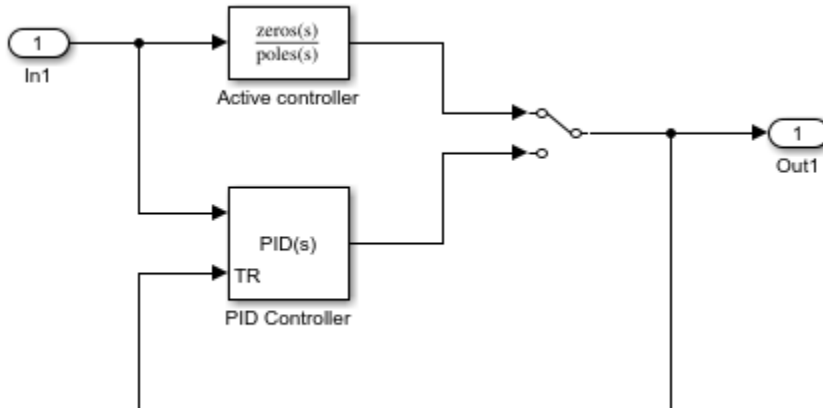 1
In1
zeros(s)
poles(s)
Active controller
1
Out1
PID(s)
TR
PID Controller